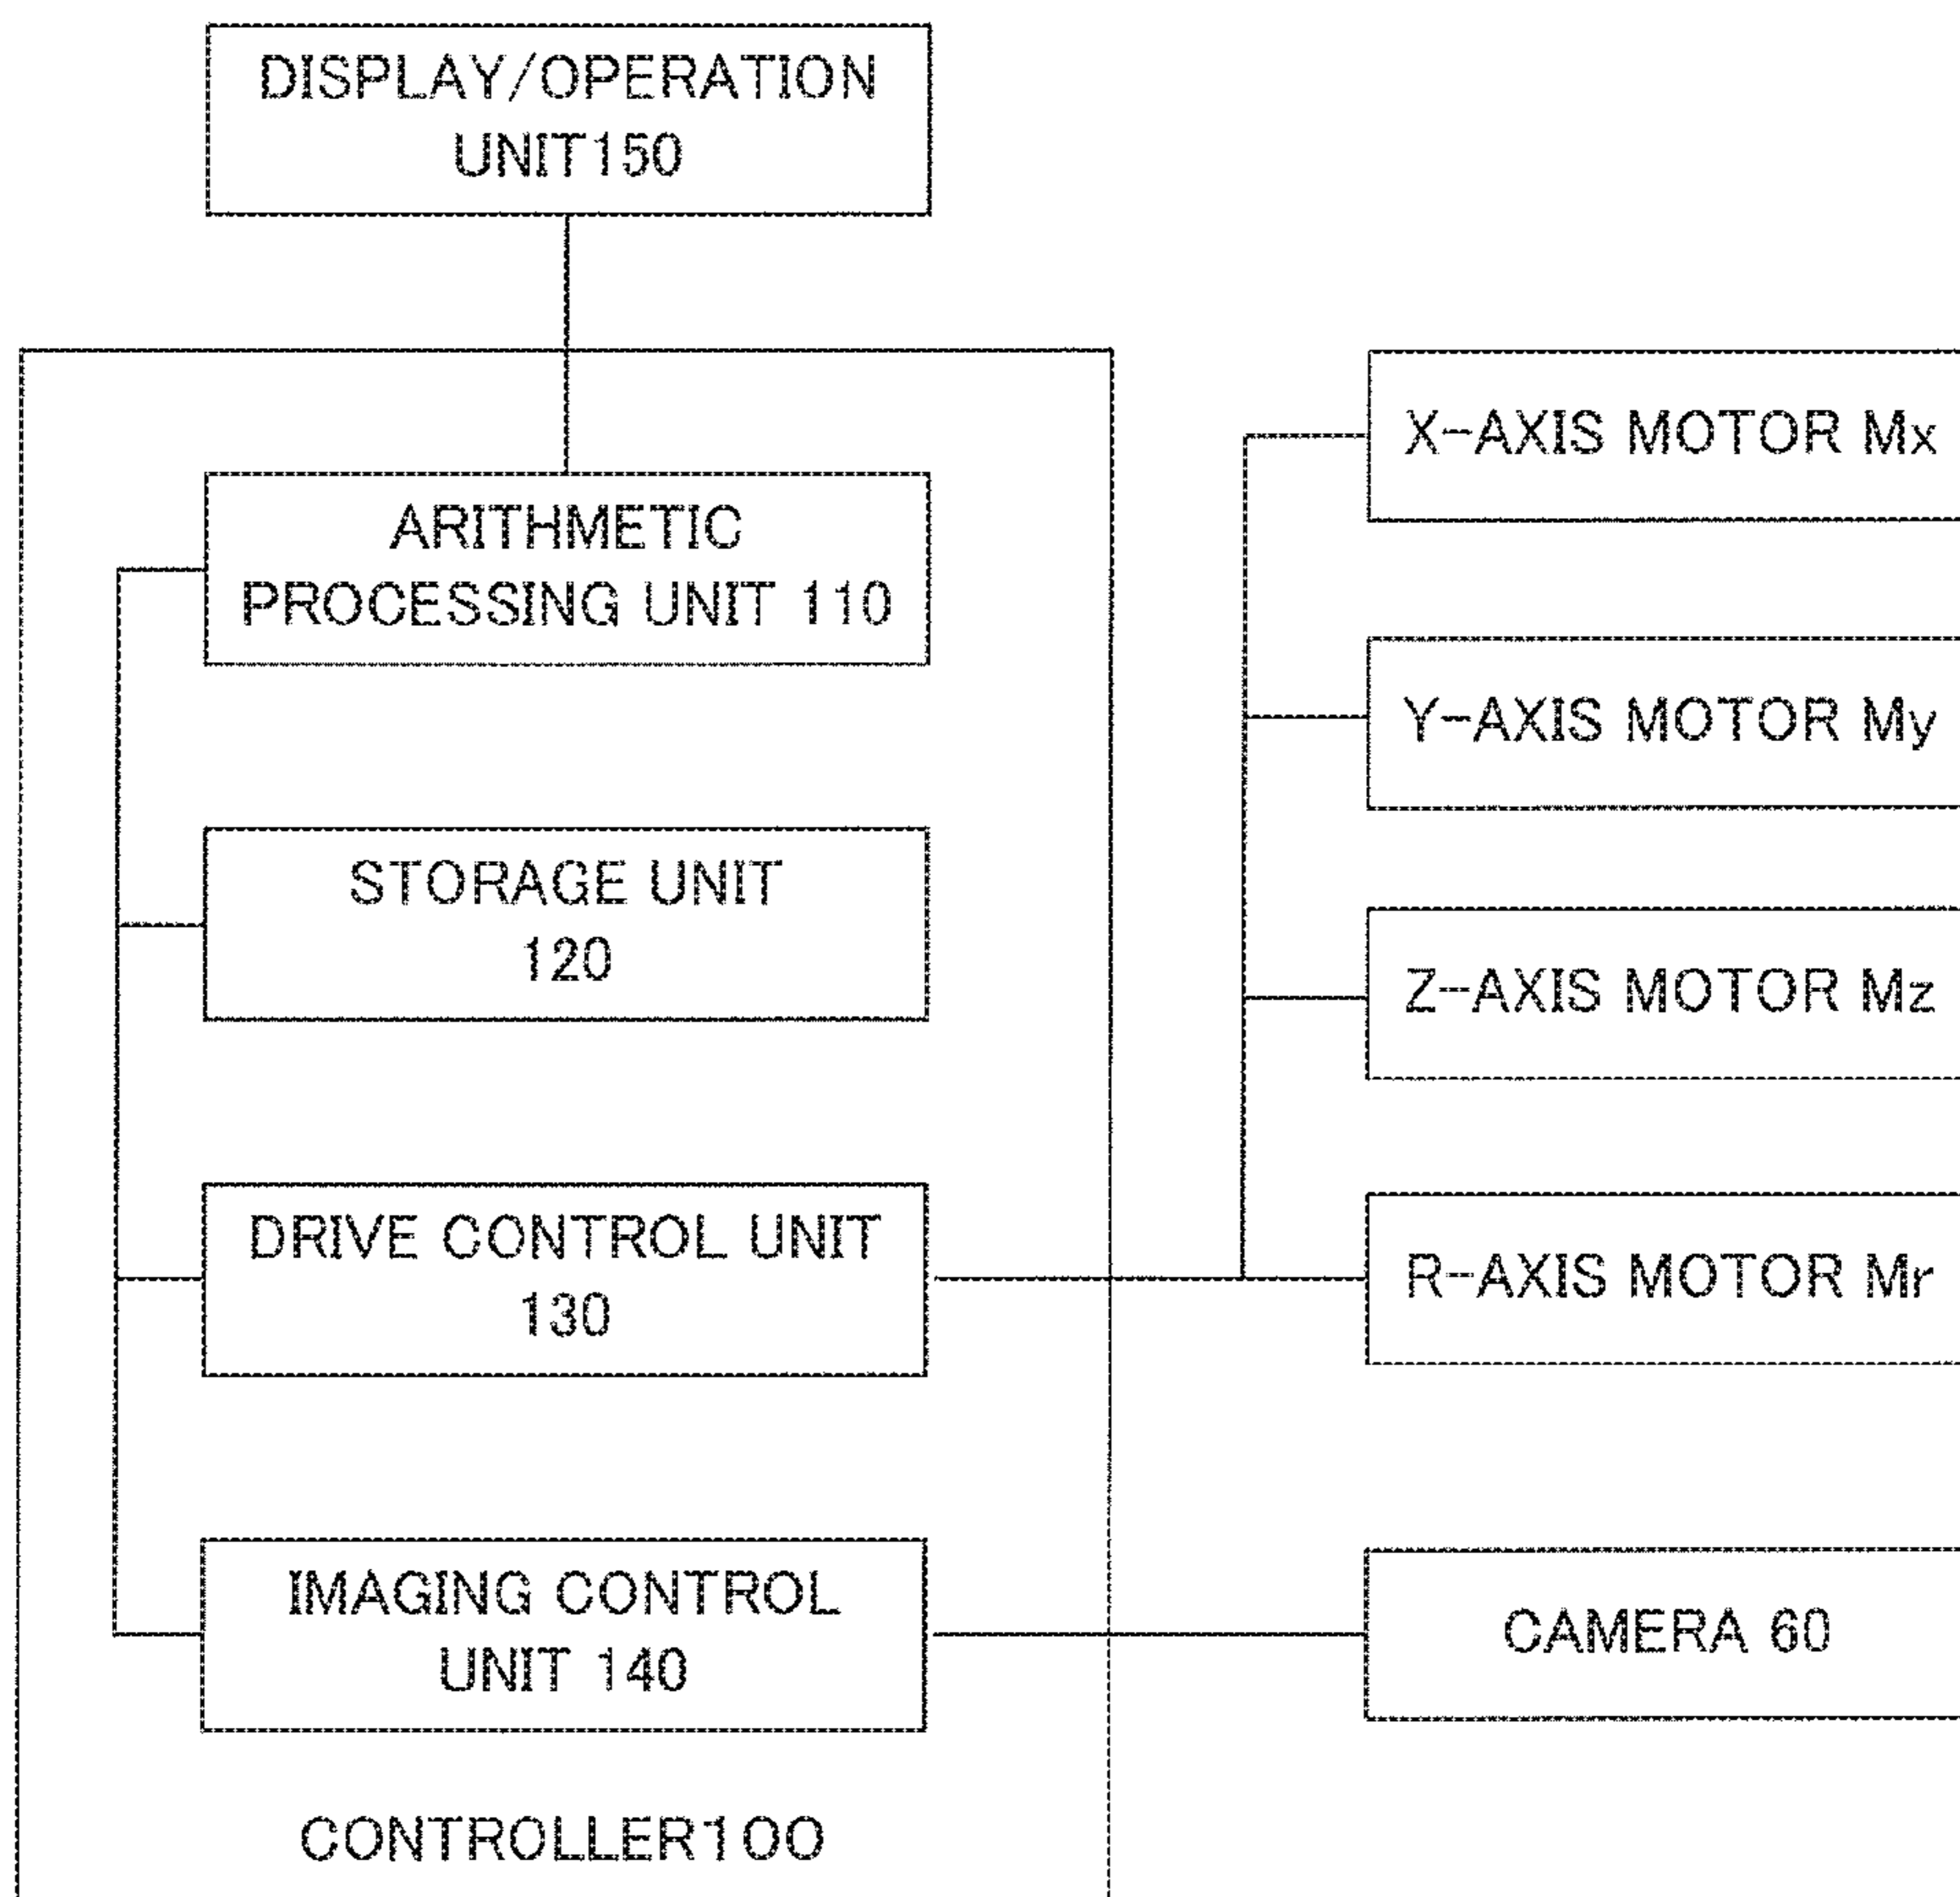 DISPLAY/OPERATION
UNIT150
ARITHMETIC
PROCESSING UNIT 110
STORAGE UNIT
120
DRIVE CONTROL UNIT
130
IMAGING CONTROL
UNIT 140
CONTROLLER100
X-AXIS MOTOR Mx
Y-AXIS MOTOR My
Z-AXIS MOTOR Mz
R-AXIS MOTOR Mr
CAMERA 60